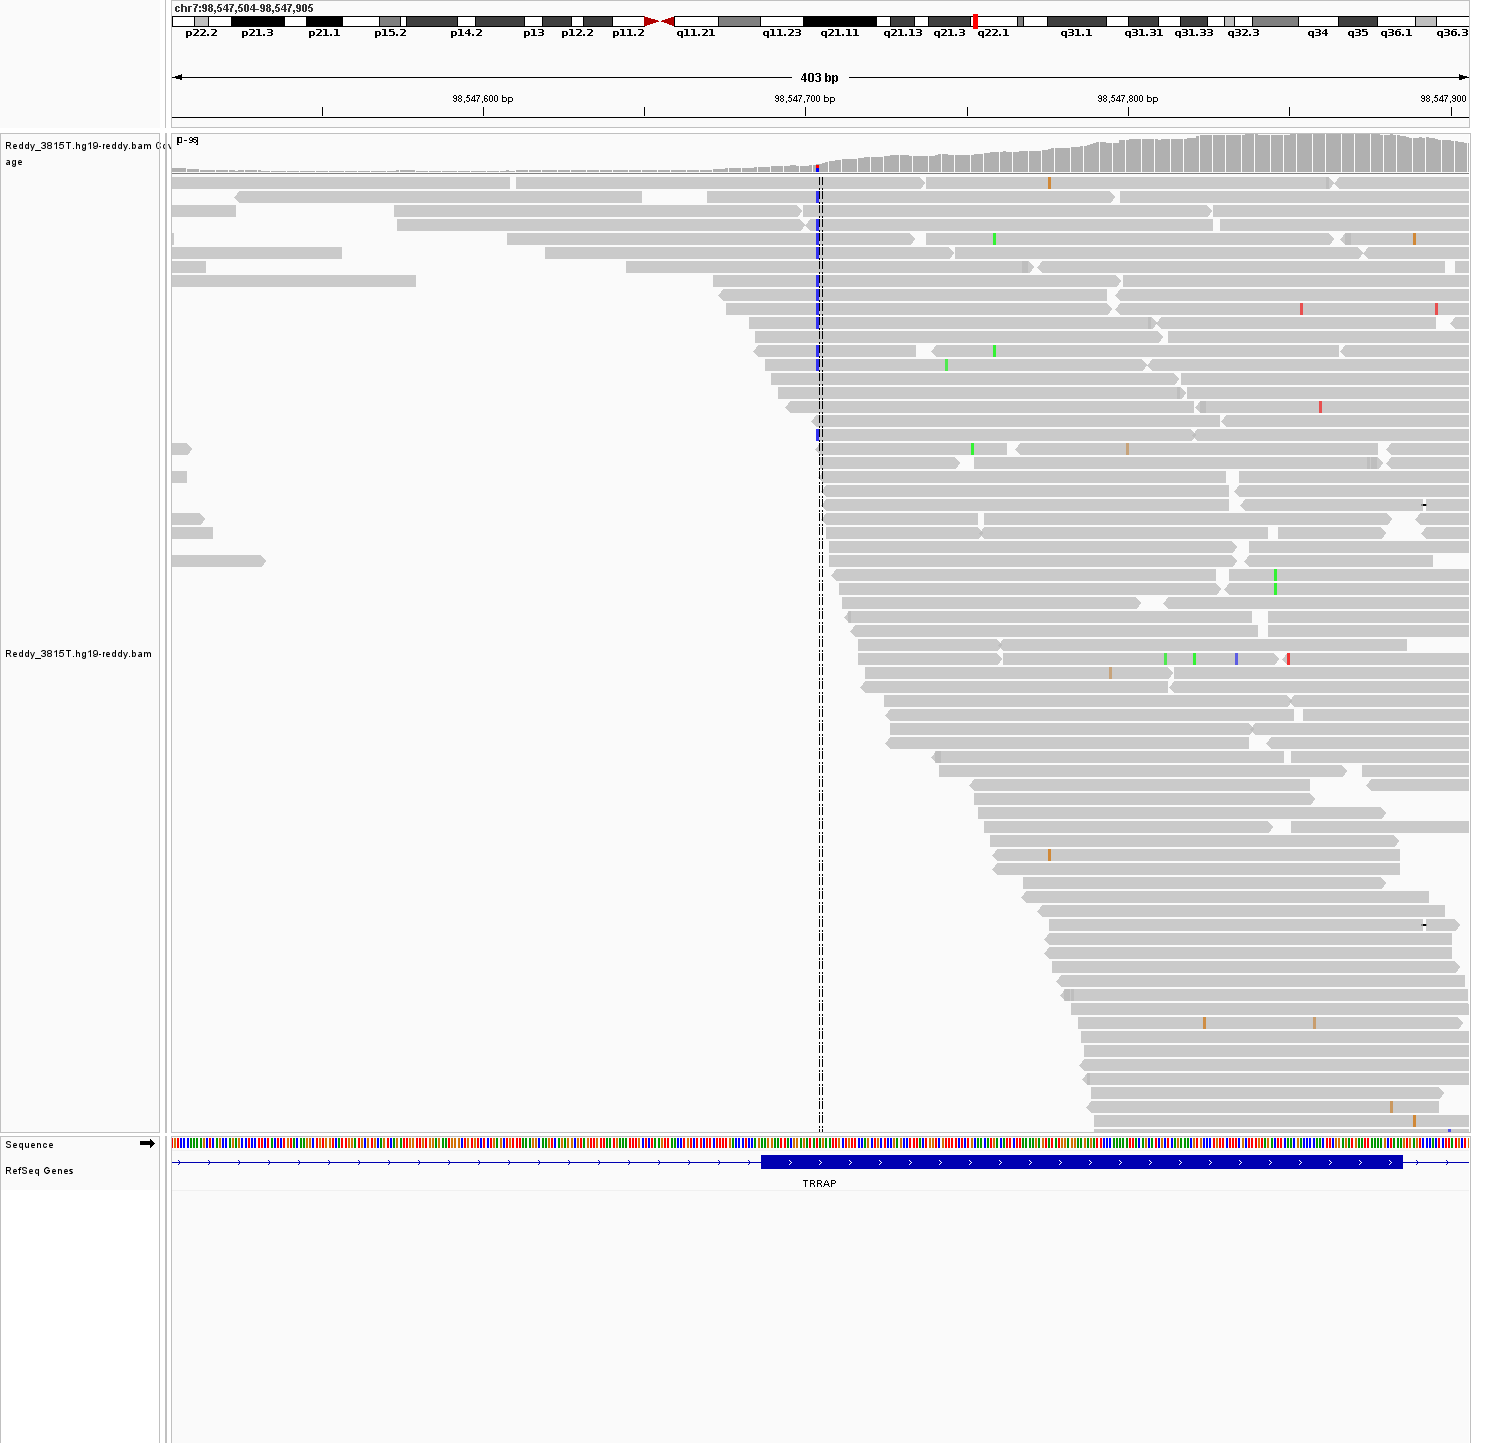 chr7:98,547,504-98,547,905
p22.2 p21.3 p21.1 p15.2 p14.2 p13 p12.2 p11.2 q11.21 q11.23 q21.11 q21.13 q21.3 q22.1 q31.1 q31.31 q31.33 q32.3 q34 q35 q36.1 q36.3
403 bp
98,547,600 bp 98,547,700 bp 98,547,800 bp 98,547,900
Reddy_3815T.hg19-reddy.bam Cov
age
Reddy_3815T.hg19-reddy.bam
Sequence
RefSeq Genes
TRRAP